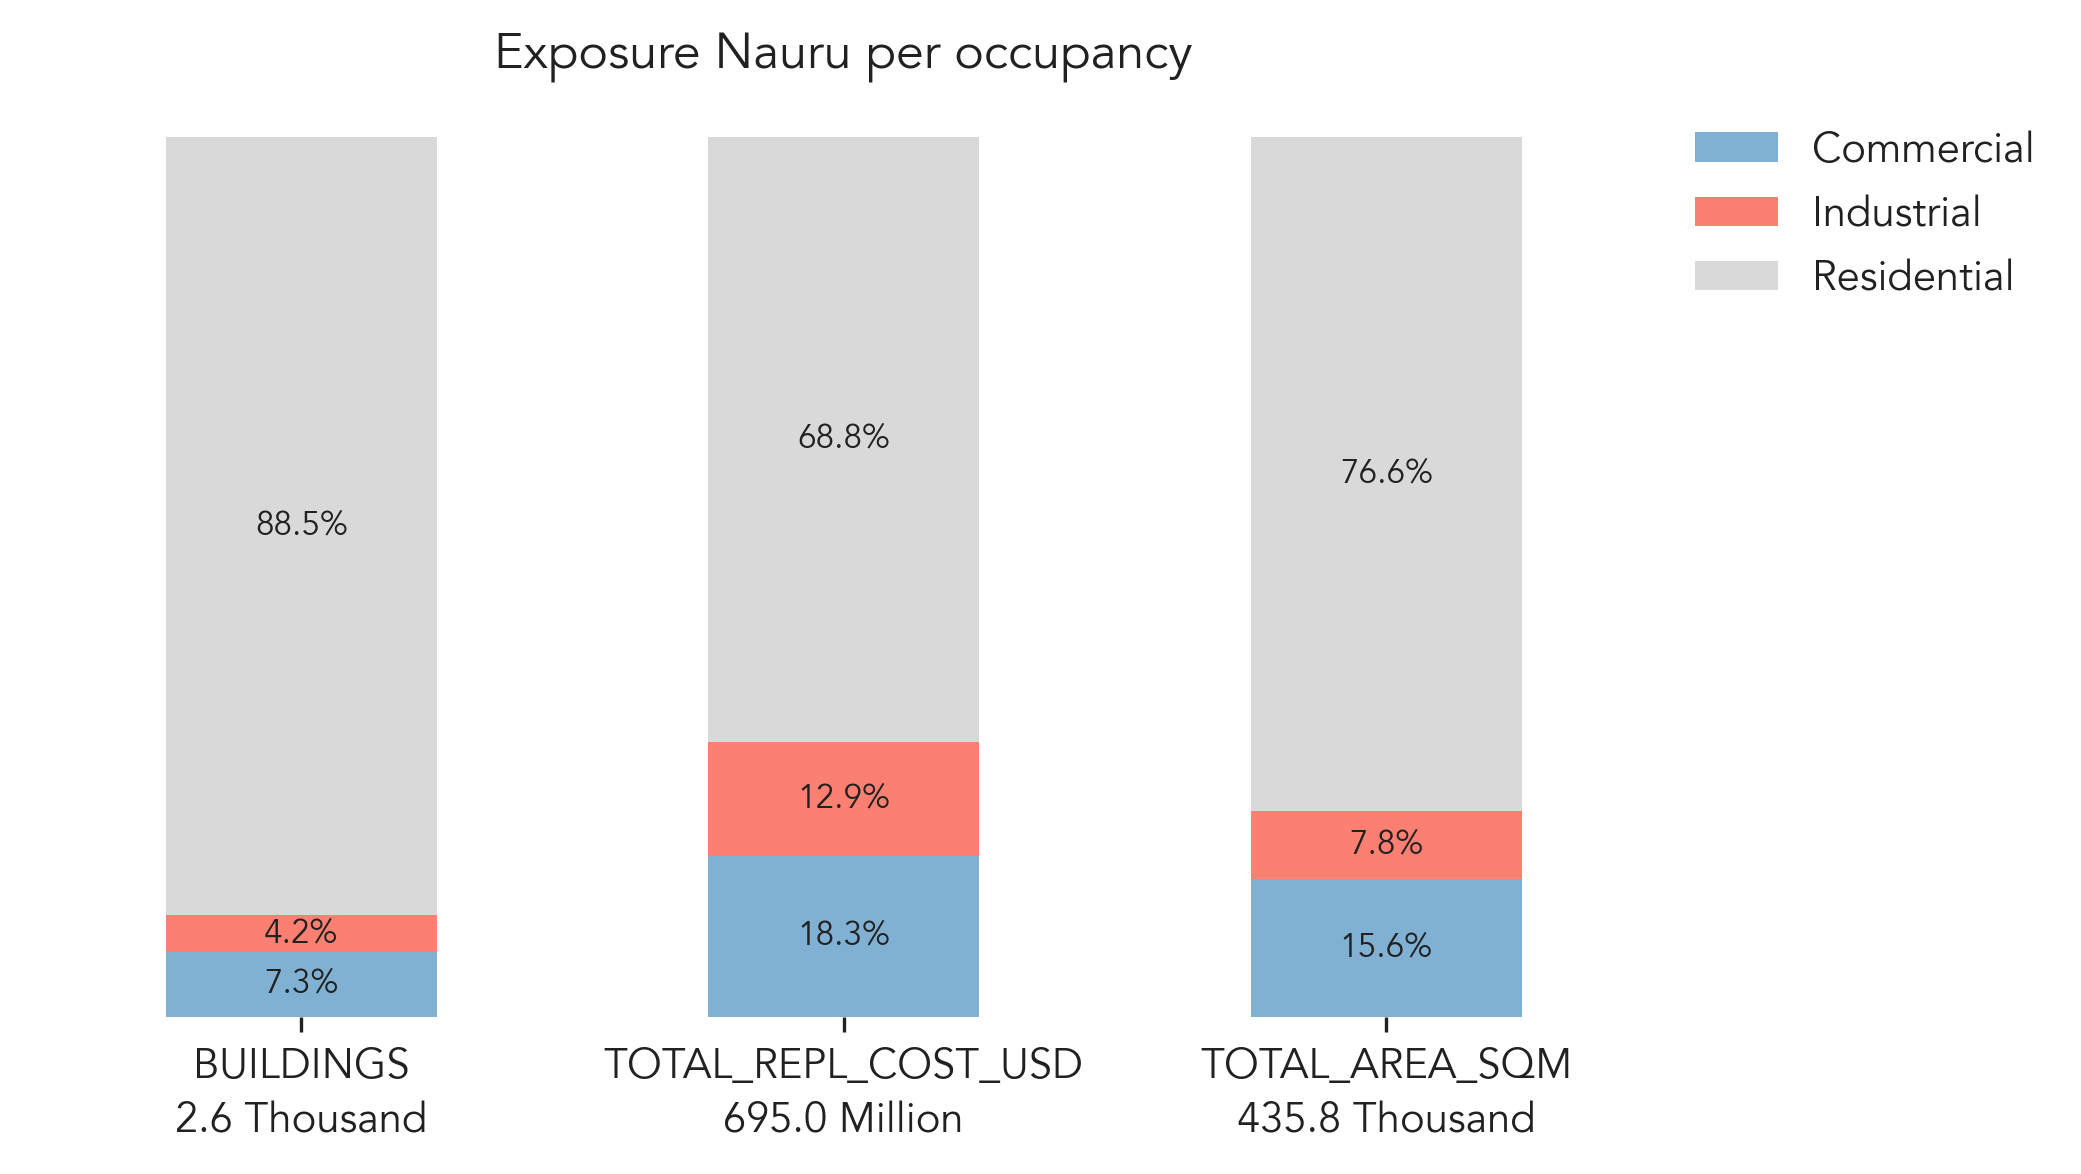 Exposure Nauru per occupancy
Commercial
Industrial
Residential
88.5%
4.2%
7.3%
68.8%
12.9%
18.3%
76.6%
7.8%
15.6%
BUILDINGS
2.6 Thousand
TOTAL_REPL_COST_USD
695.0 Million
TOTAL_AREA_SQM
435.8 Thousand